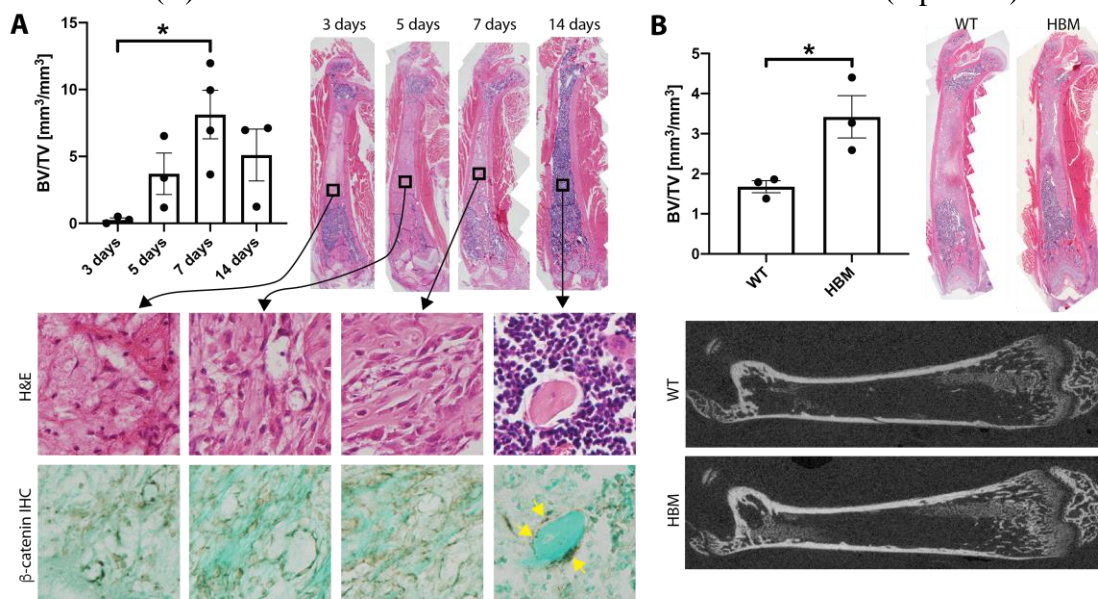 A
BV/TV [mm³/mm³]
15
10
5
0
*
3 days
5 days
7 days
14 days
3 days
5 days
7 days
14 days
H&E
β-catenin IHC
B
BV/TV [mm³/mm³]
5
4
3
2
1
0
*
WT
HBM
WT
HBM
WT
HBM